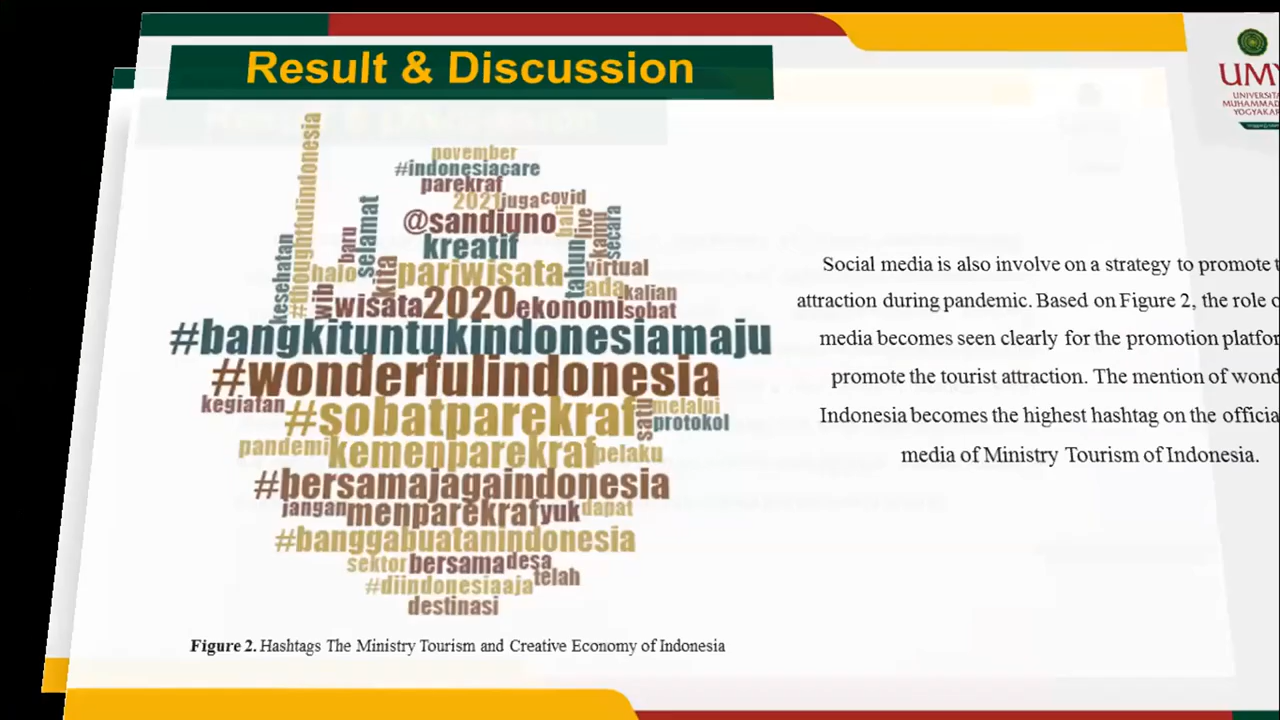 Result & Discussion
UMY
UNIVERSITA
MUHAMMAD
YOGYAKAR
#thoughtfulindonesia
november
#indonesiacare
parekraf
2021 juga covid
@sandiuno
bali
live
kamu
secara
baru
selamat
kreatif
kesehatan
halo
kita
pariwisata
tahun
virtual
ada
kalian
wib
wisata 2020 ekonomi sobat
#bangkituntukindonesiamaju
#wonderfulindonesia
kegiatan #sobatparekraf satu melalui
protokol
pandemi kemenparekraf pelaku
#bersamajagaindonesia
jangan menparekraf yuk dapat
#banggabuatanindonesia
sektor bersama desa
#diindonesiaaja telah
destinasi
Figure 2. Hashtags The Ministry Tourism and Creative Economy of Indonesia
Social media is also involve on a strategy to promote t
attraction during pandemic. Based on Figure 2, the role o
media becomes seen clearly for the promotion platfor
promote the tourist attraction. The mention of wond
Indonesia becomes the highest hashtag on the officia
media of Ministry Tourism of Indonesia.